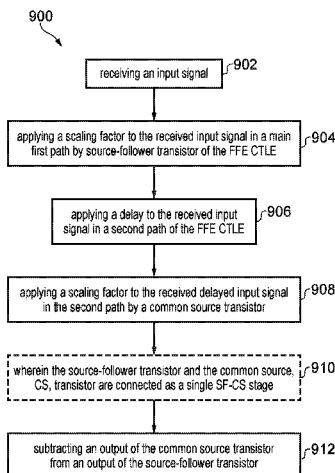 900
receiving an input signal
902
applying a scaling factor to the received input signal in a main
first path by source-follower transistor of the FFE CTLE
904
applying a delay to the received input
signal in a second path of the FFE CTLE
906
applying a scaling factor to the received delayed input signal
in the second path by a common source transistor
908
wherein the source-follower transistor and the common source,
CS, transistor are connected as a single SF-CS stage
910
subtracting an output of the common source transistor
from an output of the source-follower transistor
912